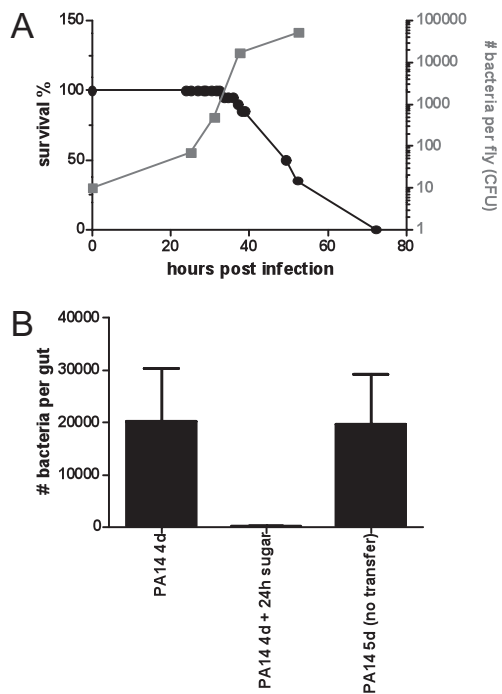 A
150
100
50
0
survival %
0
20
40
60
80
hours post infection
100000
10000
1000
100
10
1
# bacteria per fly (CFU)
B
40000
30000
20000
10000
0
# bacteria per gut
PA14 4d
PA14 4d + 24h sugar
PA14 5d (no transfer)